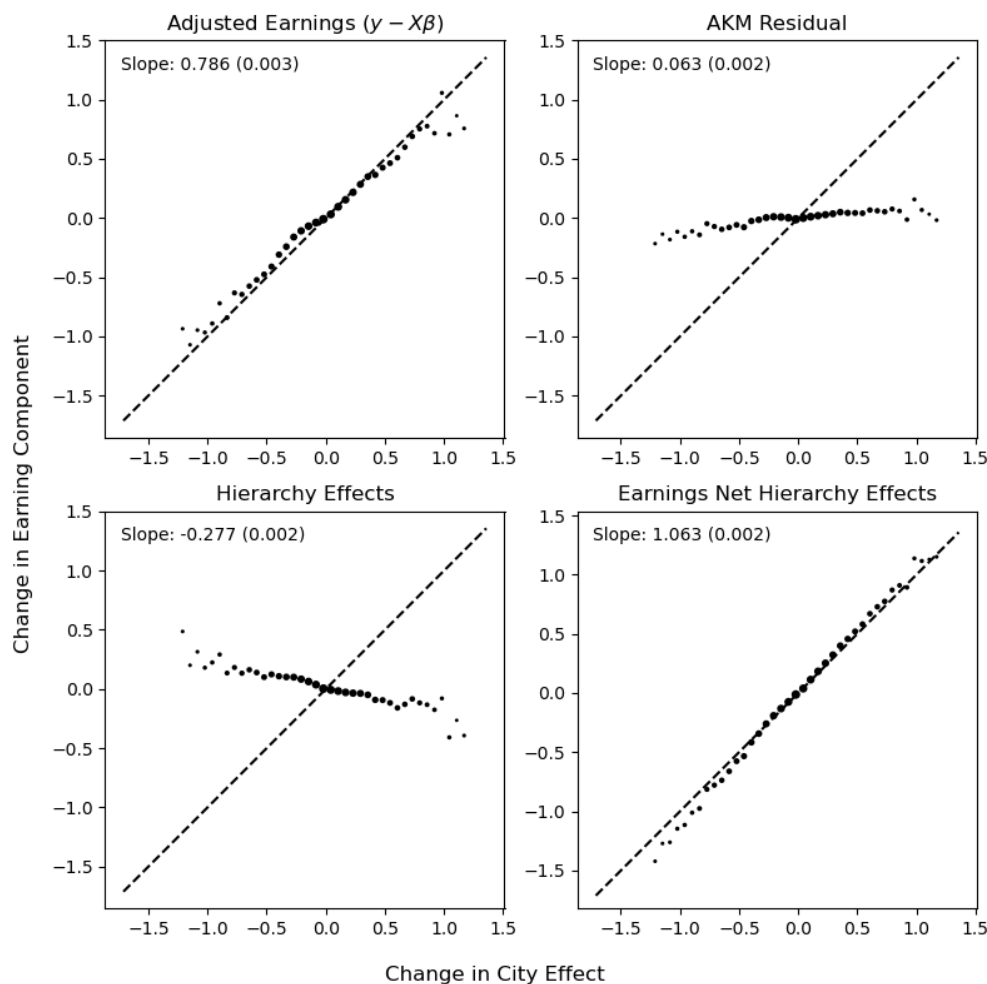 Adjusted Earnings (y − Xβ)
Slope: 0.786 (0.003)
1.5
1.0
0.5
0.0
−0.5
−1.0
−1.5
−1.5 −1.0 −0.5 0.0 0.5 1.0 1.5
AKM Residual
Slope: 0.063 (0.002)
1.5
1.0
0.5
0.0
−0.5
−1.0
−1.5
−1.5 −1.0 −0.5 0.0 0.5 1.0 1.5
Hierarchy Effects
Slope: -0.277 (0.002)
1.5
1.0
0.5
0.0
−0.5
−1.0
−1.5
−1.5 −1.0 −0.5 0.0 0.5 1.0 1.5
Earnings Net Hierarchy Effects
Slope: 1.063 (0.002)
1.5
1.0
0.5
0.0
−0.5
−1.0
−1.5
−1.5 −1.0 −0.5 0.0 0.5 1.0 1.5
Change in Earning Component
Change in City Effect